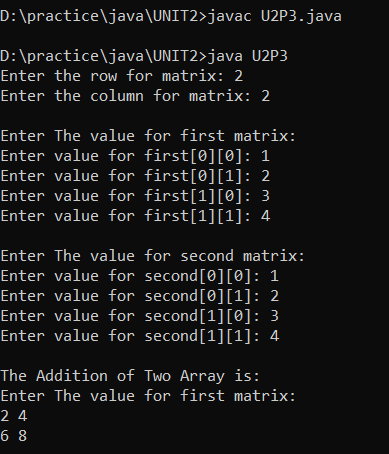 D:\practice\java\UNIT2>javac U2P3.java
D:\practice\java\UNIT2>java U2P3
Enter the row for matrix: 2
Enter the column for matrix: 2
Enter The value for first matrix:
Enter value for first[0][0]: 1
Enter value for first[0][1]: 2
Enter value for first[1][0]: 3
Enter value for first[1][1]: 4
Enter The value for second matrix:
Enter value for second[0][0]: 1
Enter value for second[0][1]: 2
Enter value for second[1][0]: 3
Enter value for second[1][1]: 4
The Addition of Two Array is:
Enter The value for first matrix:
2 4
6 8